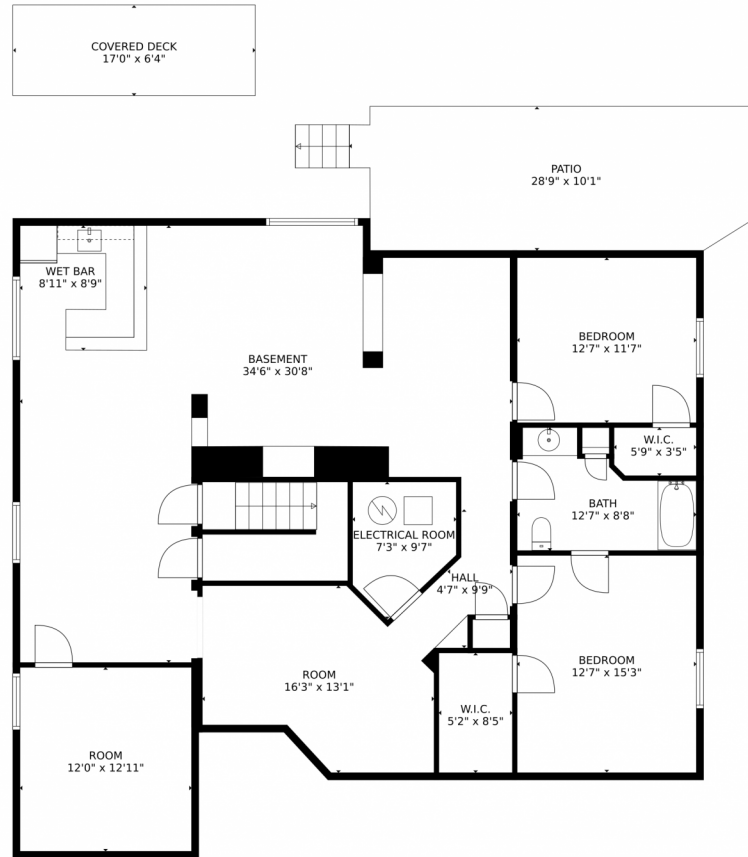 COVERED DECK
17'0" x 6'4"
PATIO
28'9" x 10'1"
WET BAR
8'11" x 8'9"
BASEMENT
34'6" x 30'8"
BEDROOM
12'7" x 11'7"
W.I.C.
5'9" x 3'5"
BATH
12'7" x 8'8"
ELECTRICAL ROOM
7'3" x 9'7"
HALL
4'7" x 9'9"
BEDROOM
12'7" x 15'3"
ROOM
16'3" x 13'1"
W.I.C.
5'2" x 8'5"
ROOM
12'0" x 12'11"